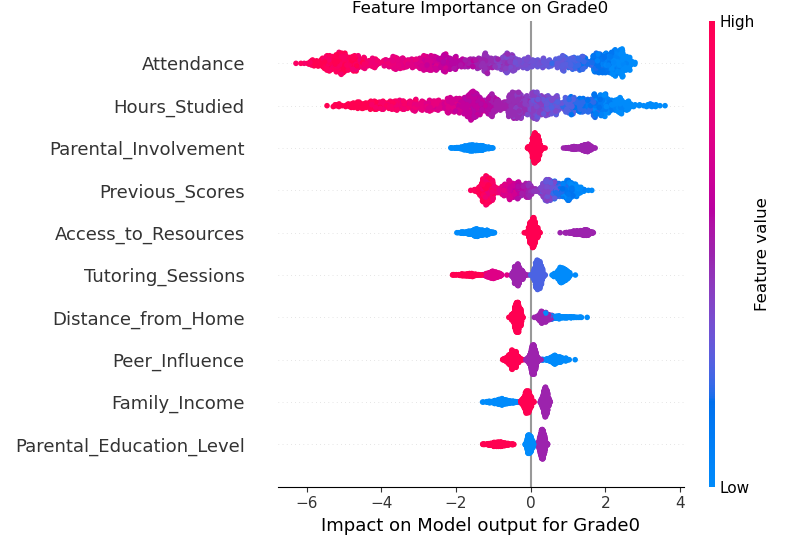 Feature Importance on Grade0
High
Attendance
Hours_Studied
Parental_Involvement
Previous_Scores
Access_to_Resources
Tutoring_Sessions
Distance_from_Home
Peer_Influence
Family_Income
Parental_Education_Level
Feature value
Low
−6 −4 −2 0 2 4
Impact on Model output for Grade0